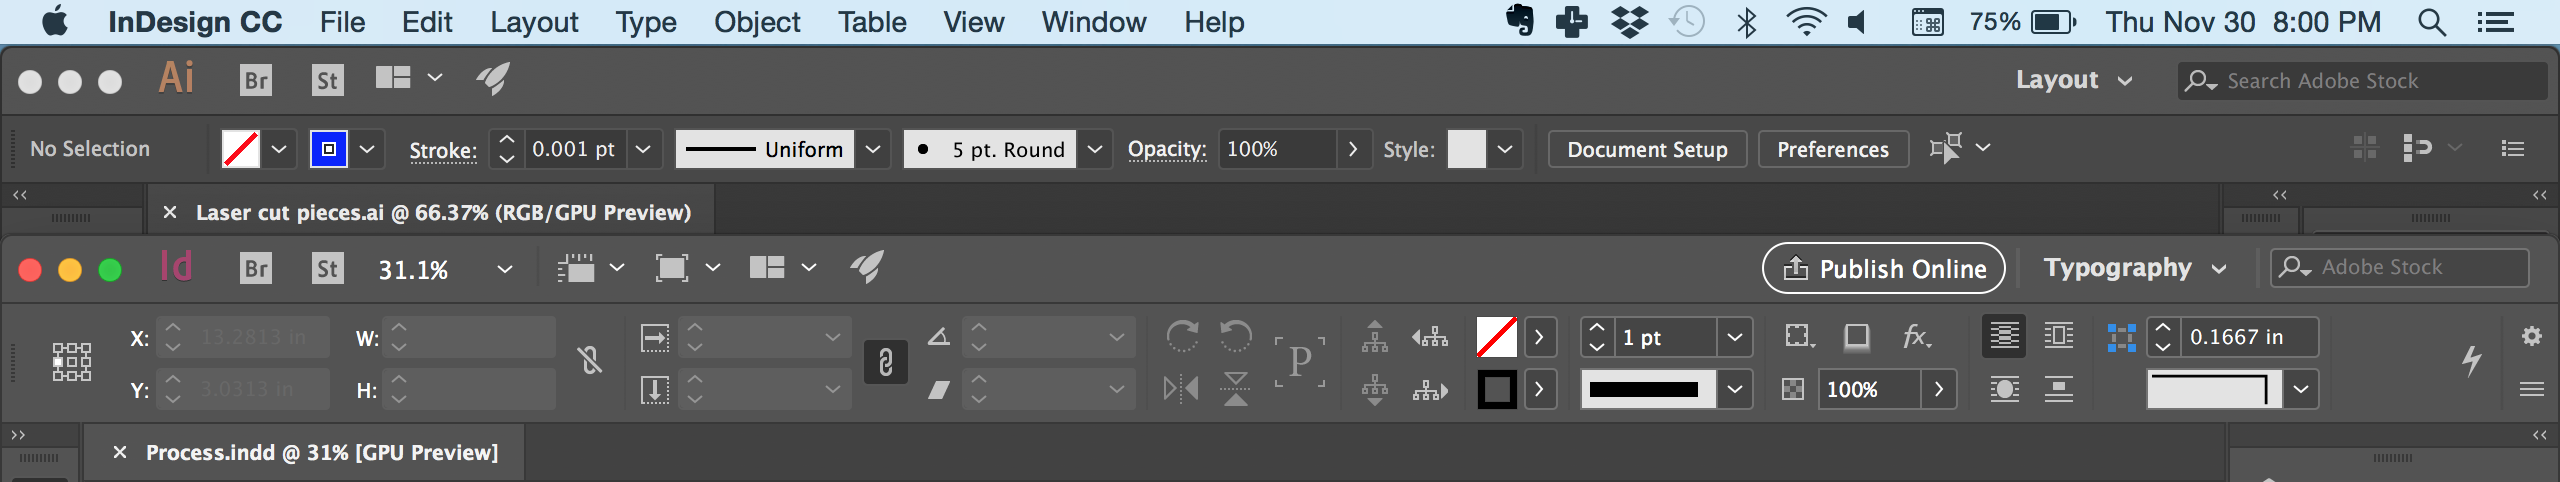 InDesign CC File Edit Layout Type Object Table View Window Help 75% Thu Nov 30 8:00 PM
Ai Br St Layout Search Adobe Stock
No Selection Stroke: 0.001 pt Uniform 5 pt. Round Opacity: 100% Style: Document Setup Preferences
Laser cut pieces.ai @ 66.37% (RGB/GPU Preview)
Id Br St 31.1% Publish Online Typography Adobe Stock
X: 13.2813 in W: 1 pt fx. 0.1667 in
P
Y: 3.0313 in H: 100%
Process.indd @ 31% [GPU Preview]